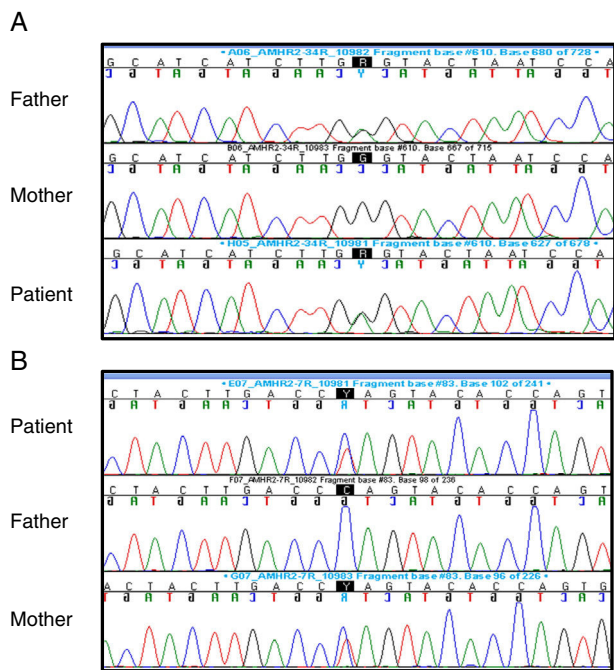 A
• A06_AMHR2-34R_10982 Fragment base #610. Base 680 of 728 •
G C A T C A T C T T G R G T A C T A A T C C A
C G T A G T A G A A C Y C A T G A T T A G G T
Father
B06_AMHR2-34R_10983 Fragment base #610. Base 667 of 715
G C A T C A T C T T G G G T A C T A A T C C A
C G T A G T A G A A C C C A T G A T T A G G T
Mother
• H05_AMHR2-34R_10981 Fragment base #610. Base 627 of 678 •
G C A T C A T C T T G R G T A C T A A T C C A
C G T A G T A G A A C Y C A T G A T T A G G T
Patient
B
• E07_AMHR2-7R_10981 Fragment base #83. Base 102 of 241 •
C T A C T T G A C C Y A G T A C A C C A G T
G A T G A A C T G G R T C A T G T G G T C A
Patient
F07_AMHR2-7R_10982 Fragment base #83. Base 98 of 236
C T A C T T G A C C C A G T A C A C C A G T
G A T G A A C T G G G T C A T G T G G T C A
Father
• G07_AMHR2-7R_10983 Fragment base #83. Base 96 of 226 •
A C T A C T T G A C C Y A G T A C A C C A G T G
T G A T G A A C T G G R T C A T G T G G T C A C
Mother